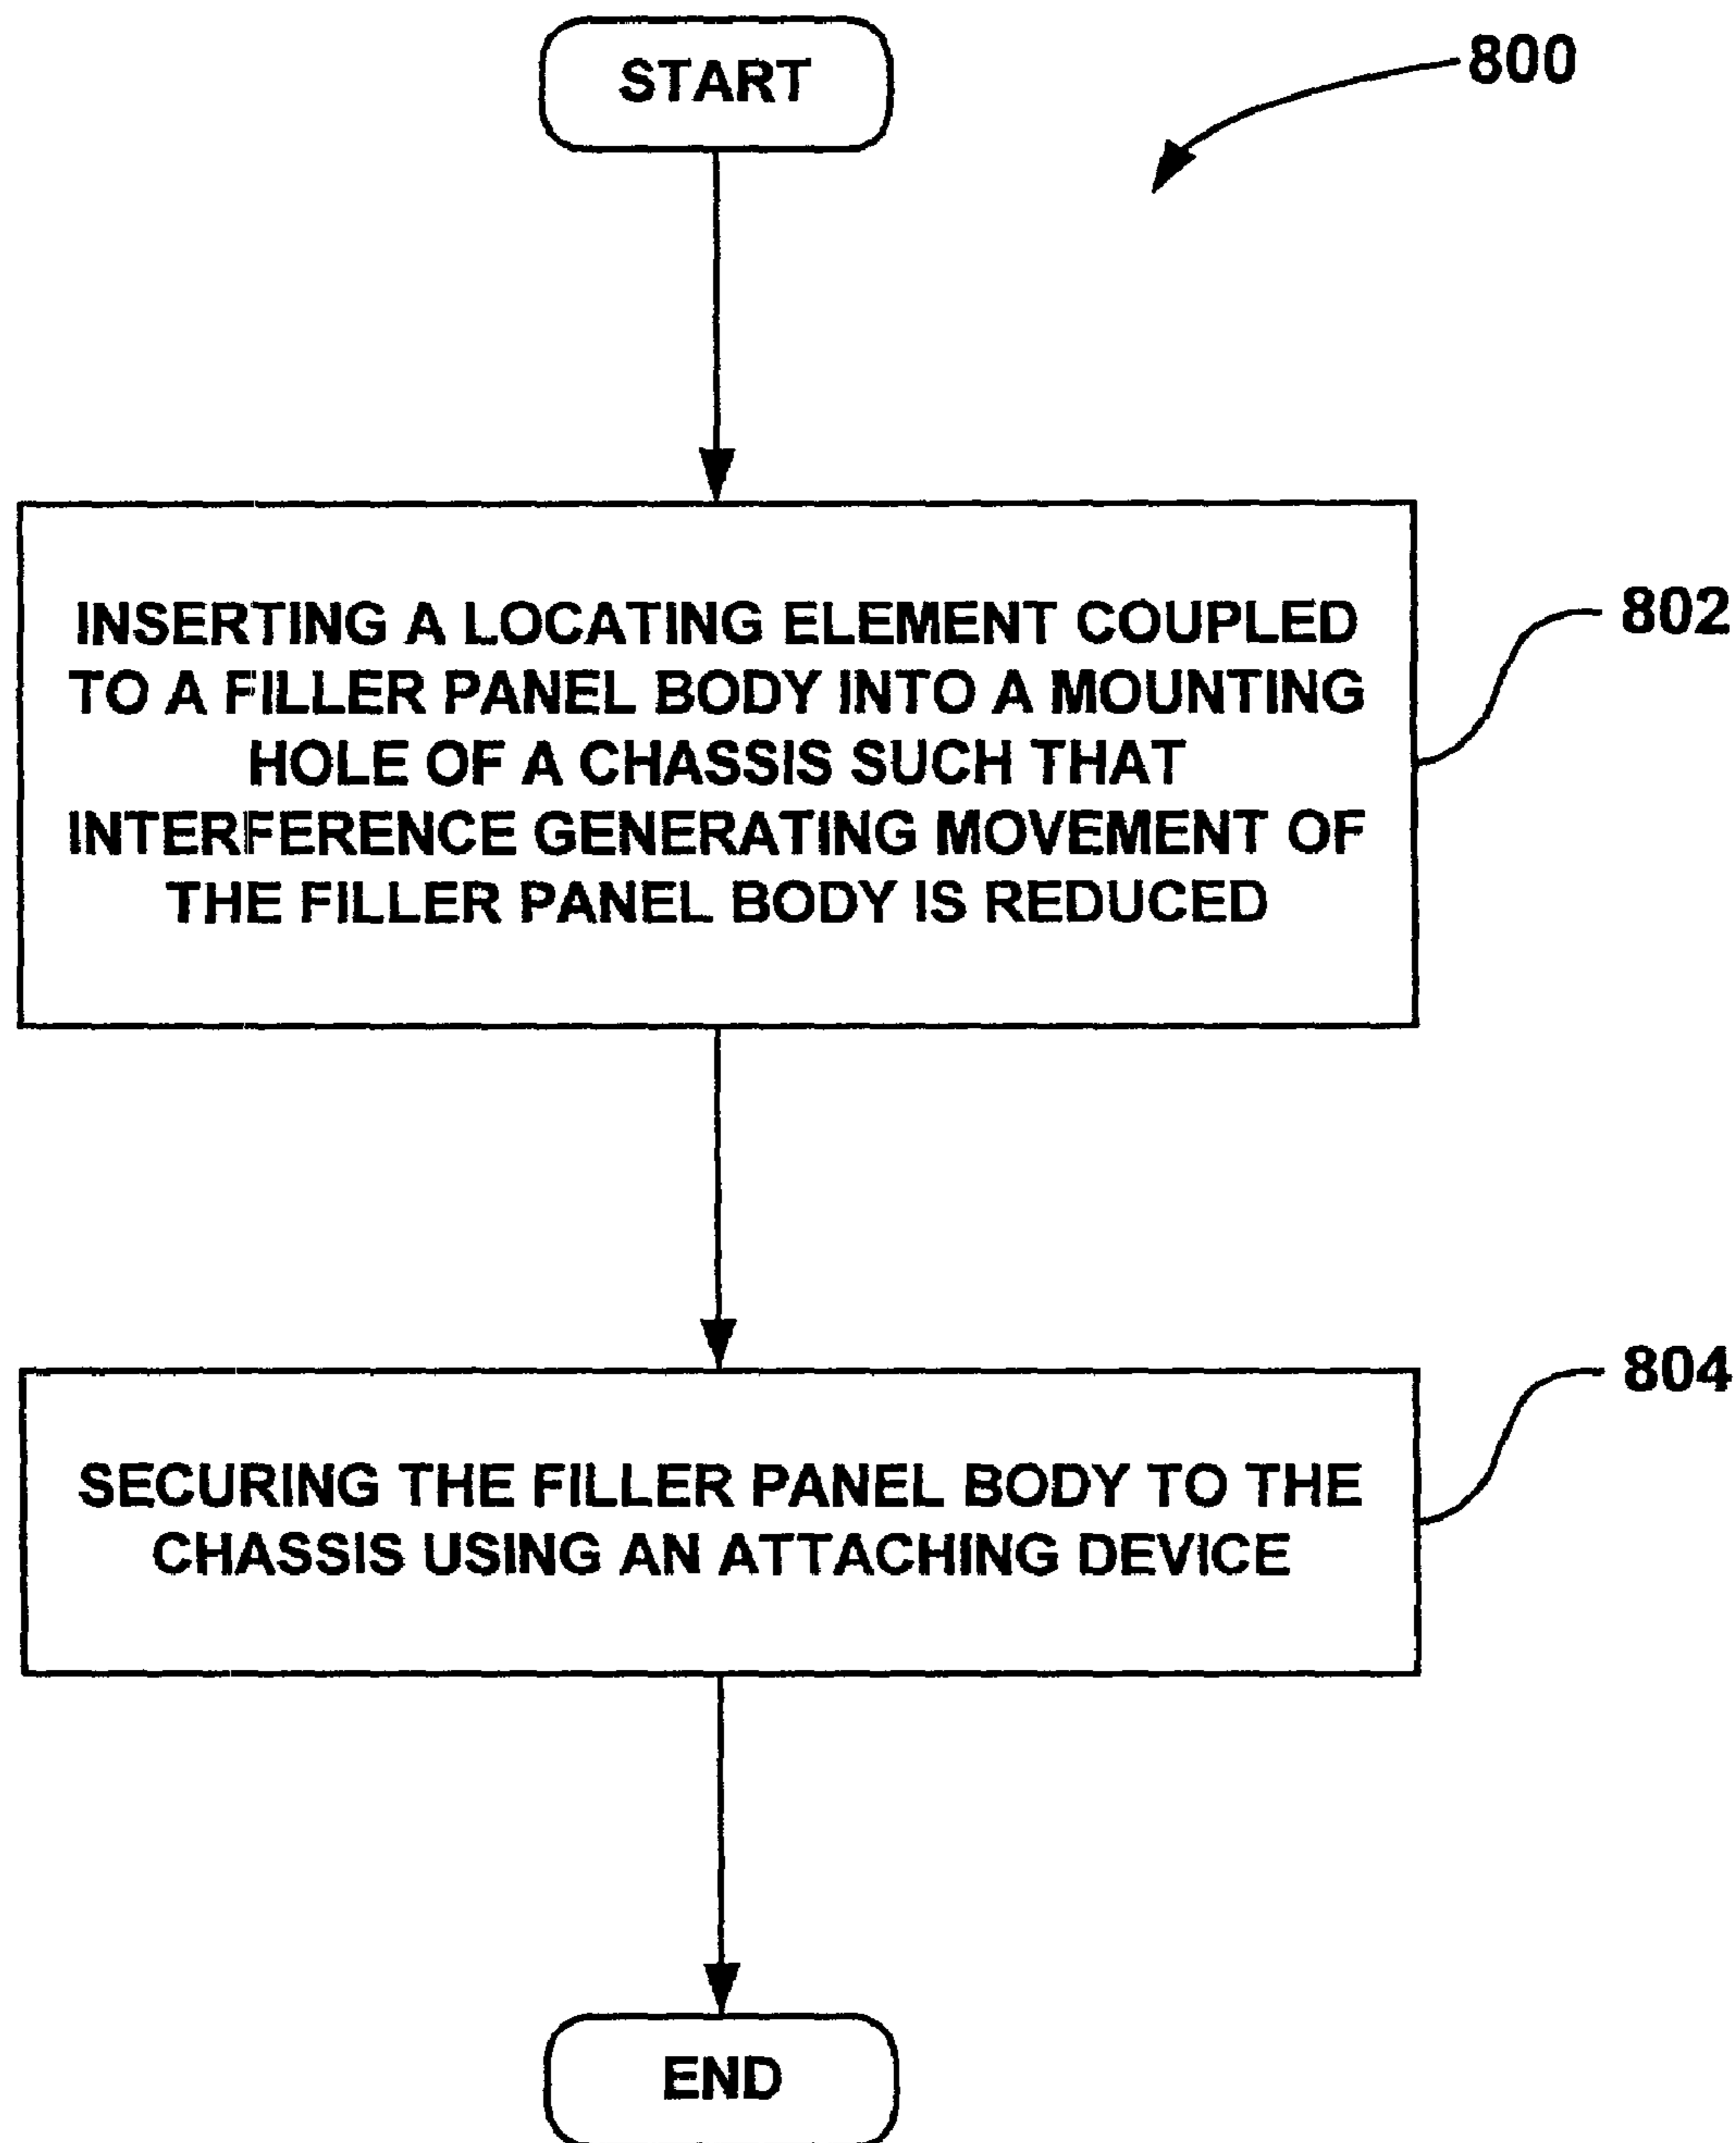 START
800
INSERTING A LOCATING ELEMENT COUPLED
TO A FILLER PANEL BODY INTO A MOUNTING
HOLE OF A CHASSIS SUCH THAT
INTERFERENCE GENERATING MOVEMENT OF
THE FILLER PANEL BODY IS REDUCED
802
SECURING THE FILLER PANEL BODY TO THE
CHASSIS USING AN ATTACHING DEVICE
804
END